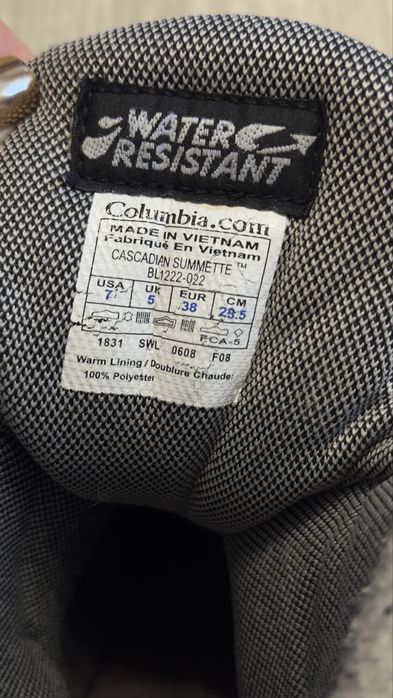 WATER
RESISTANT
Columbia.com
MADE IN VIETNAM
Fabriqué En Vietnam
CASCADIAN SUMMETTE™
BL1222-022
USA UK EUR CM
7 5 38 23.5
ECA-5
1831 SWL 0608 F08
Warm Lining / Doublure Chaude:
100% Polyester